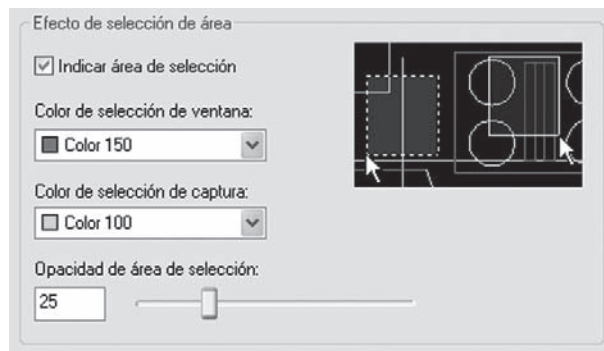 Efecto de selección de área
Indicar área de selección
Color de selección de ventana:
Color 150
Color de selección de captura:
Color 100
Opacidad de área de selección:
25